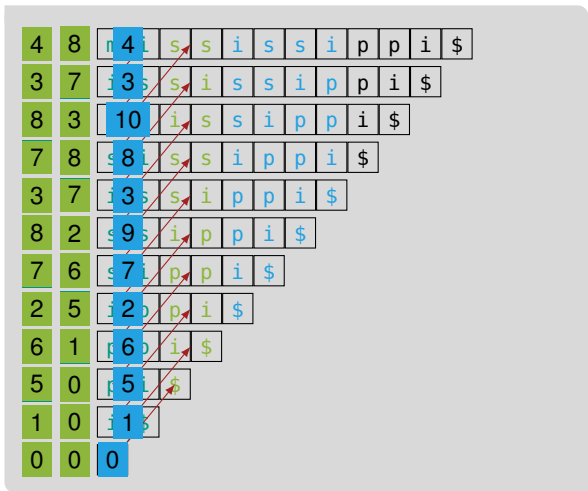 4 8 m 4 i s s i s s i p p i $
3 7 i 3 s s i s s i p p i $
8 3 10 i s s i p p i $
7 8 s 8 i s s i p p i $
3 7 i 3 s s i p p i $
8 2 s 9 s i p p i $
7 6 s 7 i p p i $
2 5 i 2 p p i $
6 1 p 6 p i $
5 0 p 5 i $
1 0 i 1 $
0 0 0